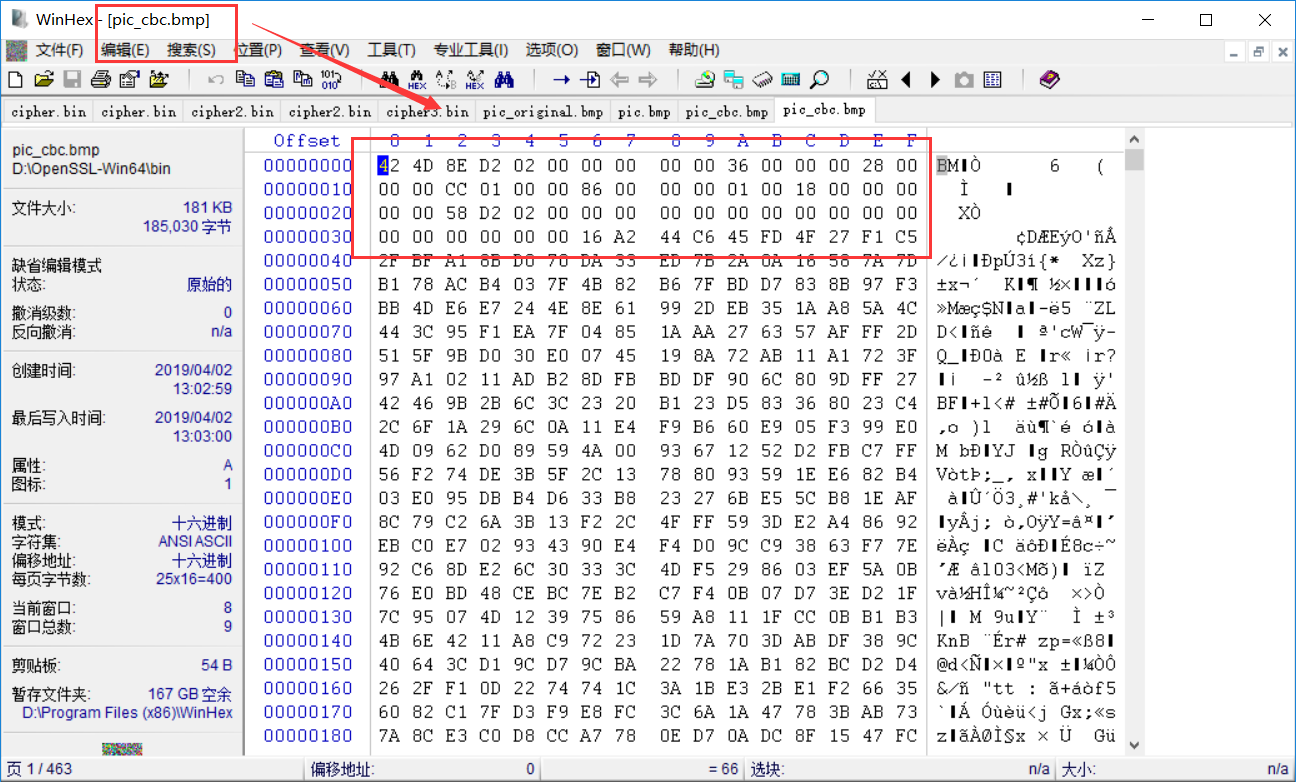 WinHex - [pic_cbc.bmp]
文件(F) 编辑(E) 搜索(S) 位置(P) 查看(V) 工具(T) 专业工具(I) 选项(O) 窗口(W) 帮助(H)
cipher.bin cipher.bin cipher2.bin cipher2.bin cipher3.bin pic_original.bmp pic.bmp pic_cbc.bmp pic_cbc.bmp
pic_cbc.bmp
D:\OpenSSL-Win64\bin
文件大小: 181 KB
185,030 字节
缺省编辑模式
状态: 原始的
撤消级数: 0
反向撤消: n/a
创建时间: 2019/04/02
13:02:59
最后写入时间: 2019/04/02
13:03:00
属性: A
图标: 1
模式: 十六进制
字符集: ANSI ASCII
偏移地址: 十六进制
每页字节数: 25x16=400
当前窗口: 8
窗口总数: 9
剪贴板: 54 B
暂存文件夹: 167 GB 空余
D:\Program Files (x86)\WinHex
Offset 0 1 2 3 4 5 6 7 8 9 A B C D E F
00000000 42 4D 8E D2 02 00 00 00 00 00 36 00 00 00 28 00
00000010 00 00 CC 01 00 00 86 00 00 00 01 00 18 00 00 00
00000020 00 00 58 D2 02 00 00 00 00 00 00 00 00 00 00 00
00000030 00 00 00 00 00 00 16 A2 44 C6 45 FD 4F 27 F1 C5
00000040 2F BF A1 8B D0 70 DA 33 ED 7B 2A 0A 16 58 7A 7D
00000050 B1 78 AC B4 03 7F 4B 82 B6 7F BD D7 83 8B 97 F3
00000060 BB 4D E6 E7 24 4E 8E 61 99 2D EB 35 1A A8 5A 4C
00000070 44 3C 95 F1 EA 7F 04 85 1A AA 27 63 57 AF FF 2D
00000080 51 5F 9B D0 30 E0 07 45 19 8A 72 AB 11 A1 72 3F
00000090 97 A1 02 11 AD B2 8D FB BD DF 90 6C 80 9D FF 27
000000A0 42 46 9B 2B 6C 3C 23 20 B1 23 D5 83 36 80 23 C4
000000B0 2C 6F 1A 29 6C 0A 11 E4 F9 B6 60 E9 05 F3 99 E0
000000C0 4D 09 62 D0 89 59 4A 00 93 67 12 52 D2 FB C7 FF
000000D0 56 F2 74 DE 3B 5F 2C 13 78 80 93 59 1E E6 82 B4
000000E0 03 E0 95 DB B4 D6 33 B8 23 27 6B E5 5C B8 1E AF
000000F0 8C 79 C2 6A 3B 13 F2 2C 4F FF 59 3D E2 A4 86 92
00000100 EB C0 E7 02 93 43 90 E4 F4 D0 9C C9 38 63 F7 7E
00000110 92 C6 8D E2 6C 30 33 3C 4D F5 29 86 03 EF 5A 0B
00000120 76 E0 BD 48 CE BC 7E B2 C7 F4 0B 07 D7 3E D2 1F
00000130 7C 95 07 4D 12 39 75 86 59 A8 11 1F CC 0B B1 B3
00000140 4B 6E 42 11 A8 C9 72 23 1D 7A 70 3D AB DF 38 9C
00000150 40 64 3C D1 9C D7 9C BA 22 78 1A B1 82 BC D2 D4
00000160 26 2F F1 0D 22 74 74 1C 3A 1B E3 2B E1 F2 66 35
00000170 60 82 C1 7F D3 F9 E8 FC 3C 6A 1A 47 78 3B AB 73
00000180 7A 8C E3 C0 D8 CC A7 78 0E D7 0A DC 8F 15 47 FC
页 1 / 463 偏移地址: 0 = 66 选块: n/a 大小: n/a